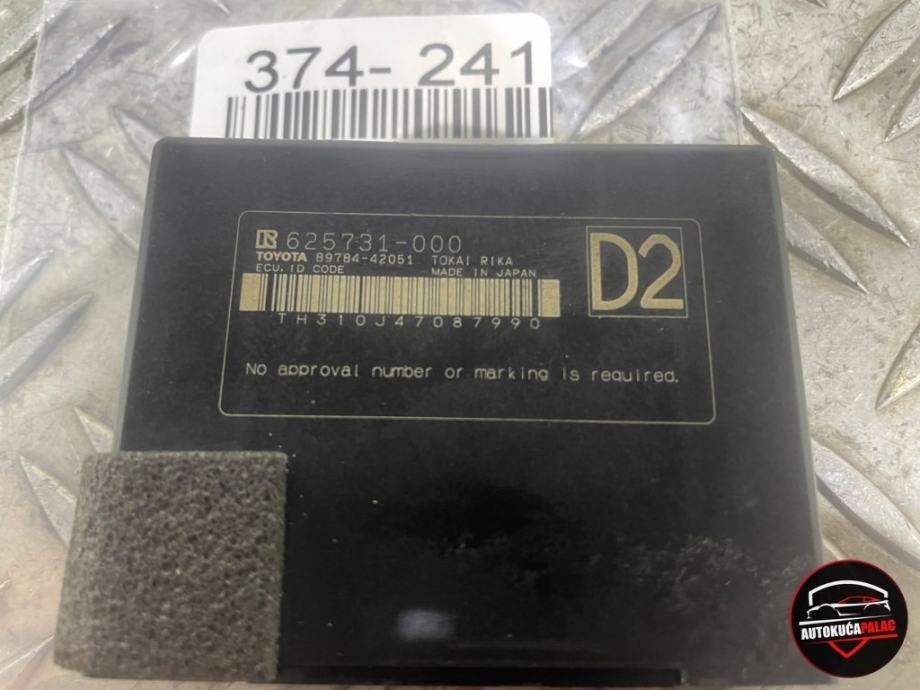 374-241
625731-000
TOYOTA 89784-42051 TOKAI RIKA
ECU. ID CODE MADE IN JAPAN
D2
TH310J47087990
No approval number or marking is required.
AUTOKUĆAPALAC